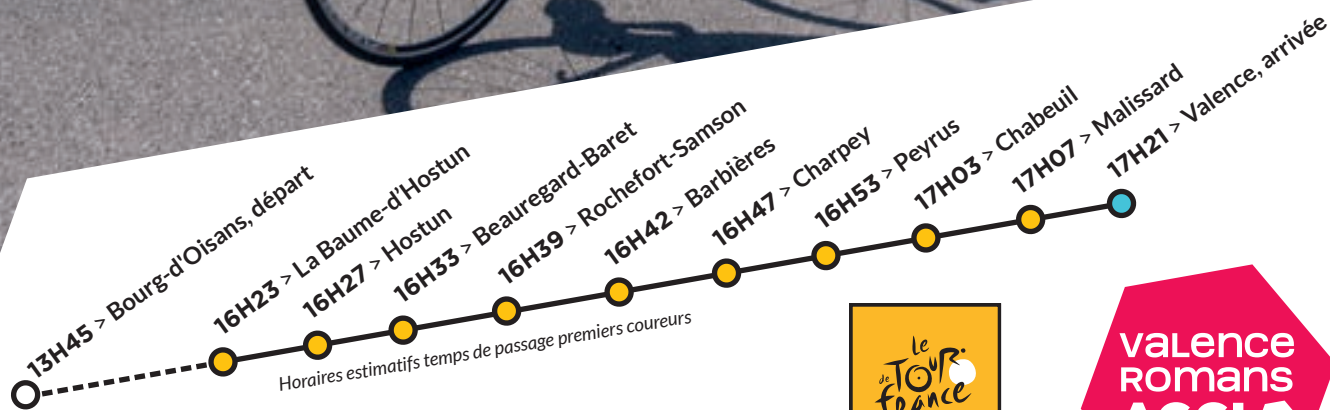 13H45 > Bourg-d'Oisans, départ
16H23 > La Baume-d'Hostun
16H27 > Hostun
16H33 > Beauregard-Baret
16H39 > Rochefort-Samson
16H42 > Barbières
16H47 > Charpey
16H53 > Peyrus
17H03 > Chabeuil
17H07 > Malissard
17H21 > Valence, arrivée
Horaires estimatifs temps de passage premiers coureurs
Le
de TOUR
france
valence
romans